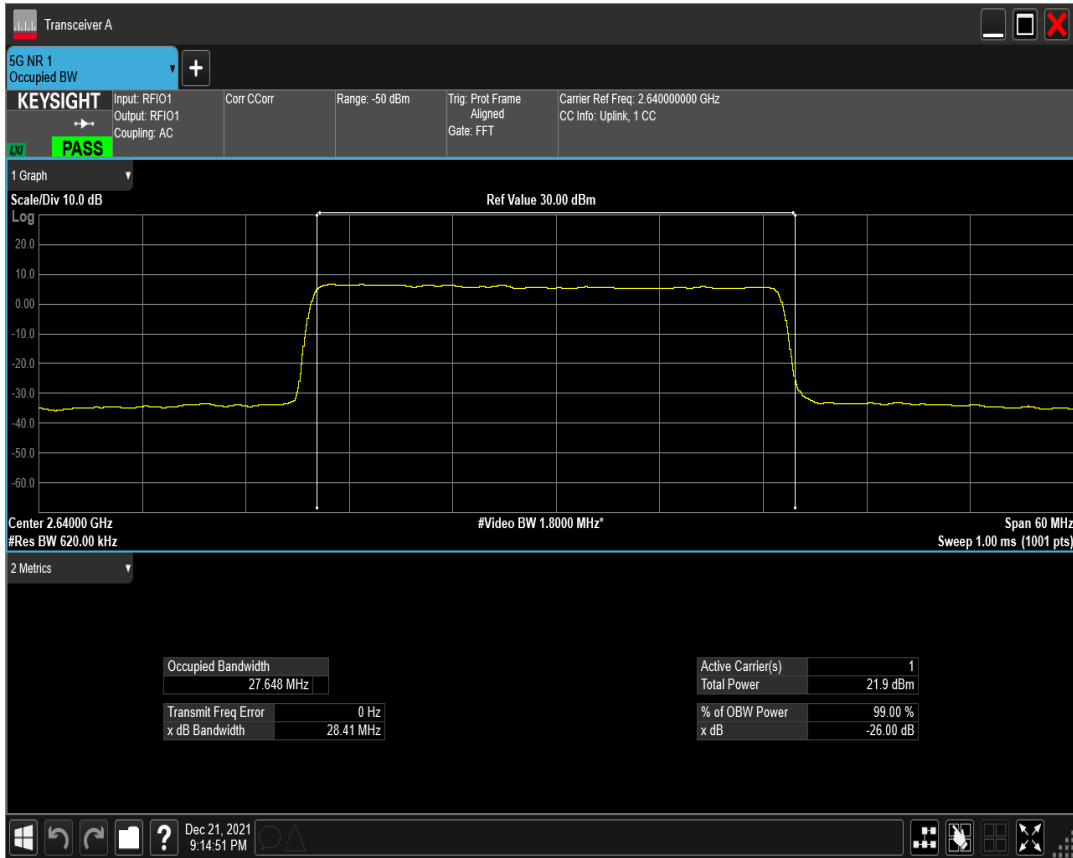 Transceiver A
5G NR 1
Occupied BW
KEYSIGHT
LXI
PASS
Input: RFIO1
Output: RFIO1
Coupling: AC
Corr CCorr
Range: -50 dBm
Trig: Prot Frame
Aligned
Gate: FFT
Carrier Ref Freq: 2.640000000 GHz
CC Info: Uplink, 1 CC
1 Graph
Scale/Div 10.0 dB
Ref Value 30.00 dBm
Log
20.0
10.0
0.00
-10.0
-20.0
-30.0
-40.0
-50.0
-60.0
Center 2.64000 GHz
#Video BW 1.8000 MHz*
Span 60 MHz
#Res BW 620.00 kHz
Sweep 1.00 ms (1001 pts)
2 Metrics
Occupied Bandwidth
27.648 MHz
Transmit Freq Error 0 Hz
x dB Bandwidth 28.41 MHz
Active Carrier(s) 1
Total Power 21.9 dBm
% of OBW Power 99.00 %
x dB -26.00 dB
?
Dec 21, 2021
9:14:51 PM